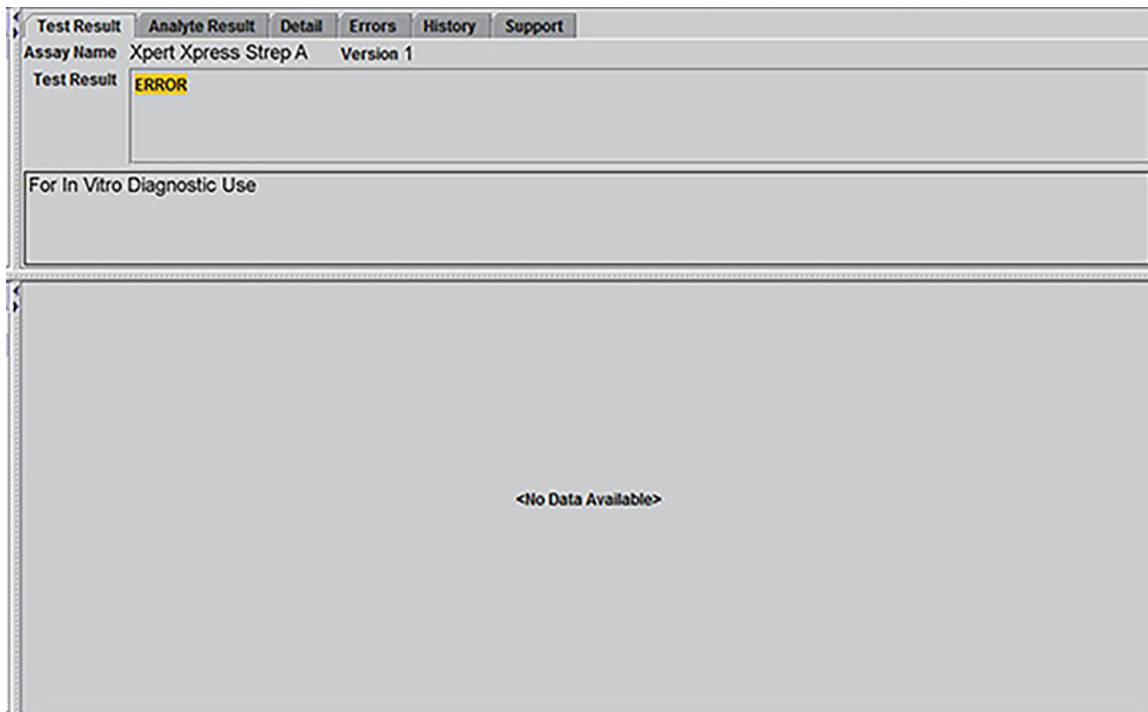 Test Result Analyte Result Detail Errors History Support
Assay Name Xpert Xpress Strep A Version 1
Test Result ERROR
For In Vitro Diagnostic Use
<No Data Available>